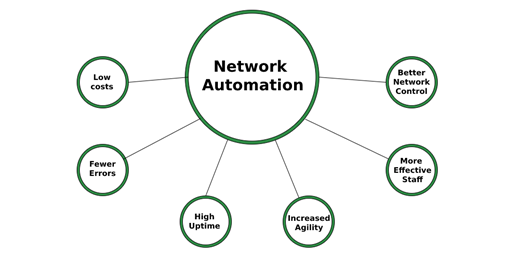 Network
Automation
Low
costs
Better
Network
Control
Fewer
Errors
More
Effective
Staff
High
Uptime
Increased
Agility